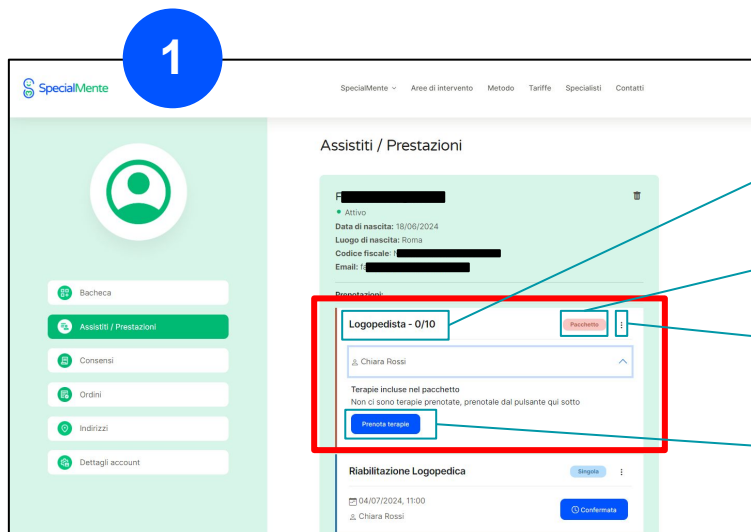 1
SpecialMente
SpecialMente Aree di intervento Metodo Tariffe Specialisti Contatti
Assistiti / Prestazioni
F
Attivo
Data di nascita: 18/06/2024
Luogo di nascita: Roma
Codice fiscale:
Email: fa
Prenotazioni:
Logopedista - 0/10
Pacchetto
Chiara Rossi
Terapie incluse nel pacchetto
Non ci sono terapie prenotate, prenotale dal pulsante qui sotto
Prenota terapie
Riabilitazione Logopedica
Singola
04/07/2024, 11:00
Chiara Rossi
Confermata
Bacheca
Assistiti / Prestazioni
Consensi
Ordini
Indirizzi
Dettagli account